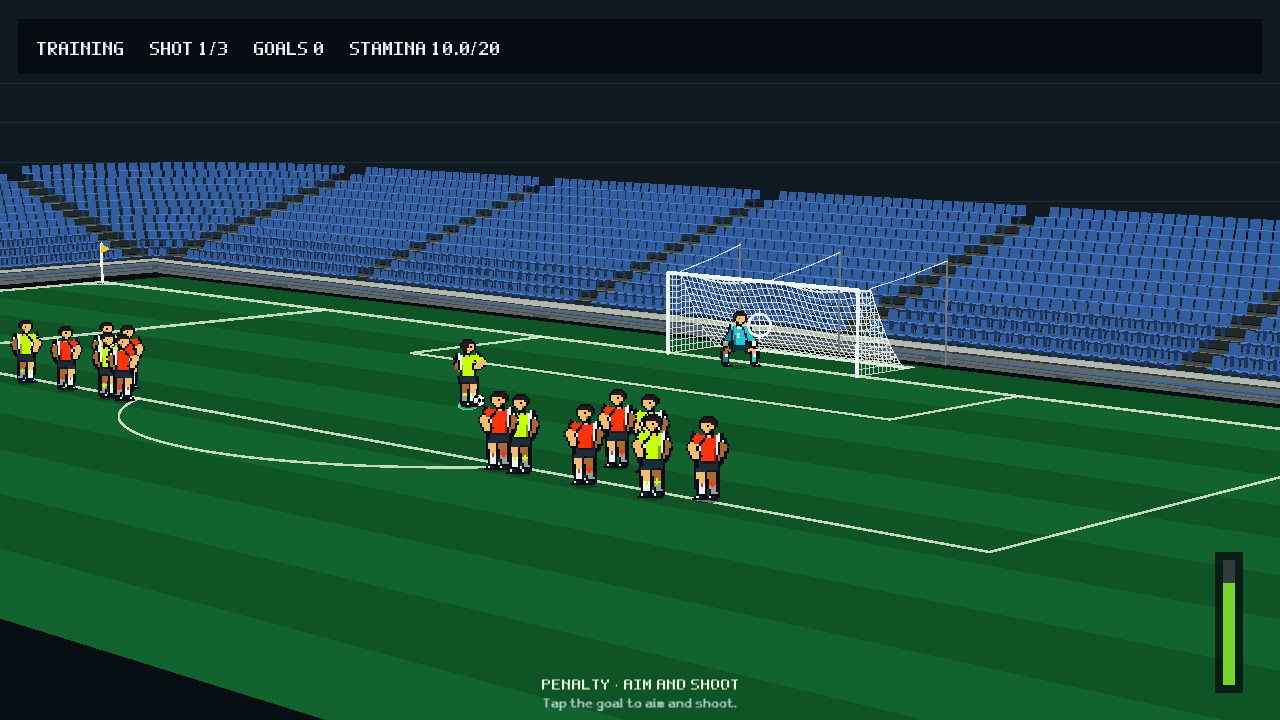 TRAINING SHOT 1/3 GOALS 0 STAMINA 10.0/20
PENALTY · AIM AND SHOOT
Tap the goal to aim and shoot.